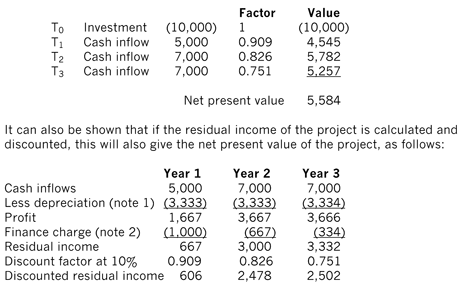 Factor Value
T0 Investment (10,000) 1 (10,000)
T1 Cash inflow 5,000 0.909 4,545
T2 Cash inflow 7,000 0.826 5,782
T3 Cash inflow 7,000 0.751 5,257
Net present value 5,584
It can also be shown that if the residual income of the project is calculated and
discounted, this will also give the net present value of the project, as follows:
Year 1 Year 2 Year 3
Cash inflows 5,000 7,000 7,000
Less depreciation (note 1) (3,333) (3,333) (3,334)
Profit 1,667 3,667 3,666
Finance charge (note 2) (1,000) (667) (334)
Residual income 667 3,000 3,332
Discount factor at 10% 0.909 0.826 0.751
Discounted residual income 606 2,478 2,502